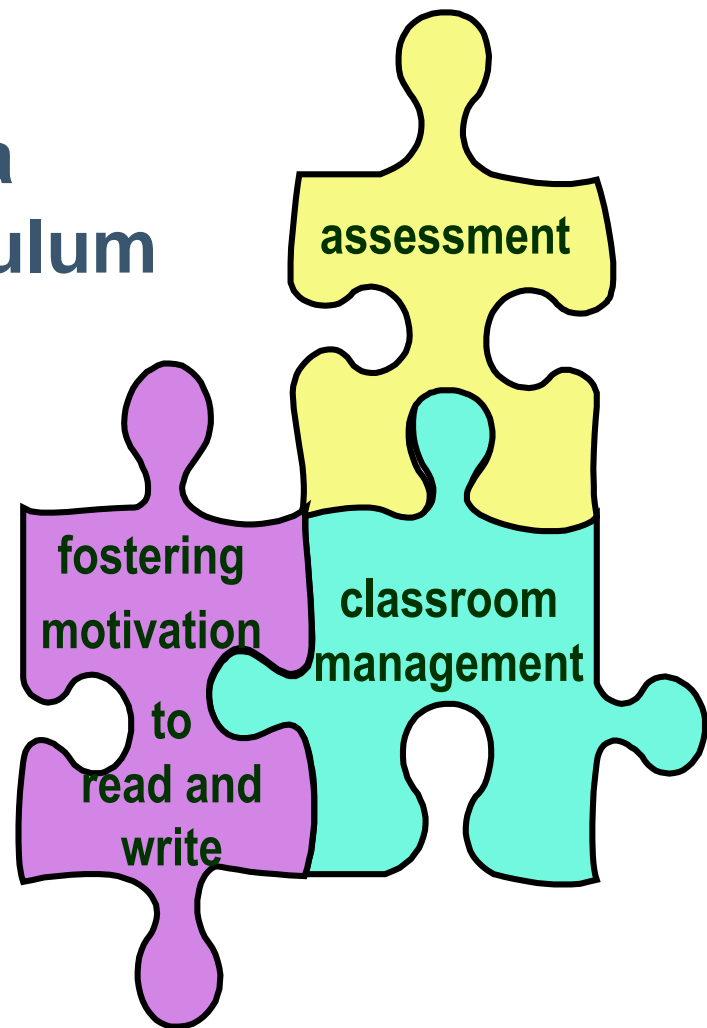 a
ulum
assessment
fostering
motivation
to
read and
write
classroom
management